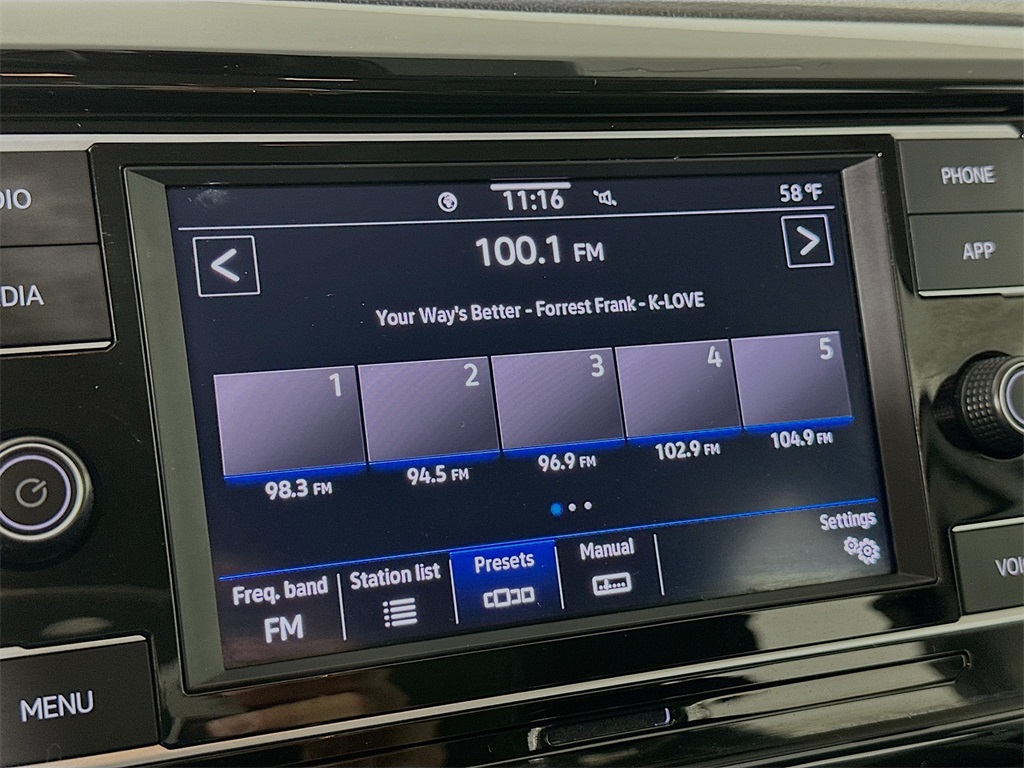 DIO
DIA
MENU
11:16
58°F
100.1 FM
Your Way's Better - Forrest Frank - K-LOVE
1
2
3
4
5
98.3 FM
94.5 FM
96.9 FM
102.9 FM
104.9 FM
Freq. band
FM
Station list
Presets
Manual
Settings
PHONE
APP
VOI